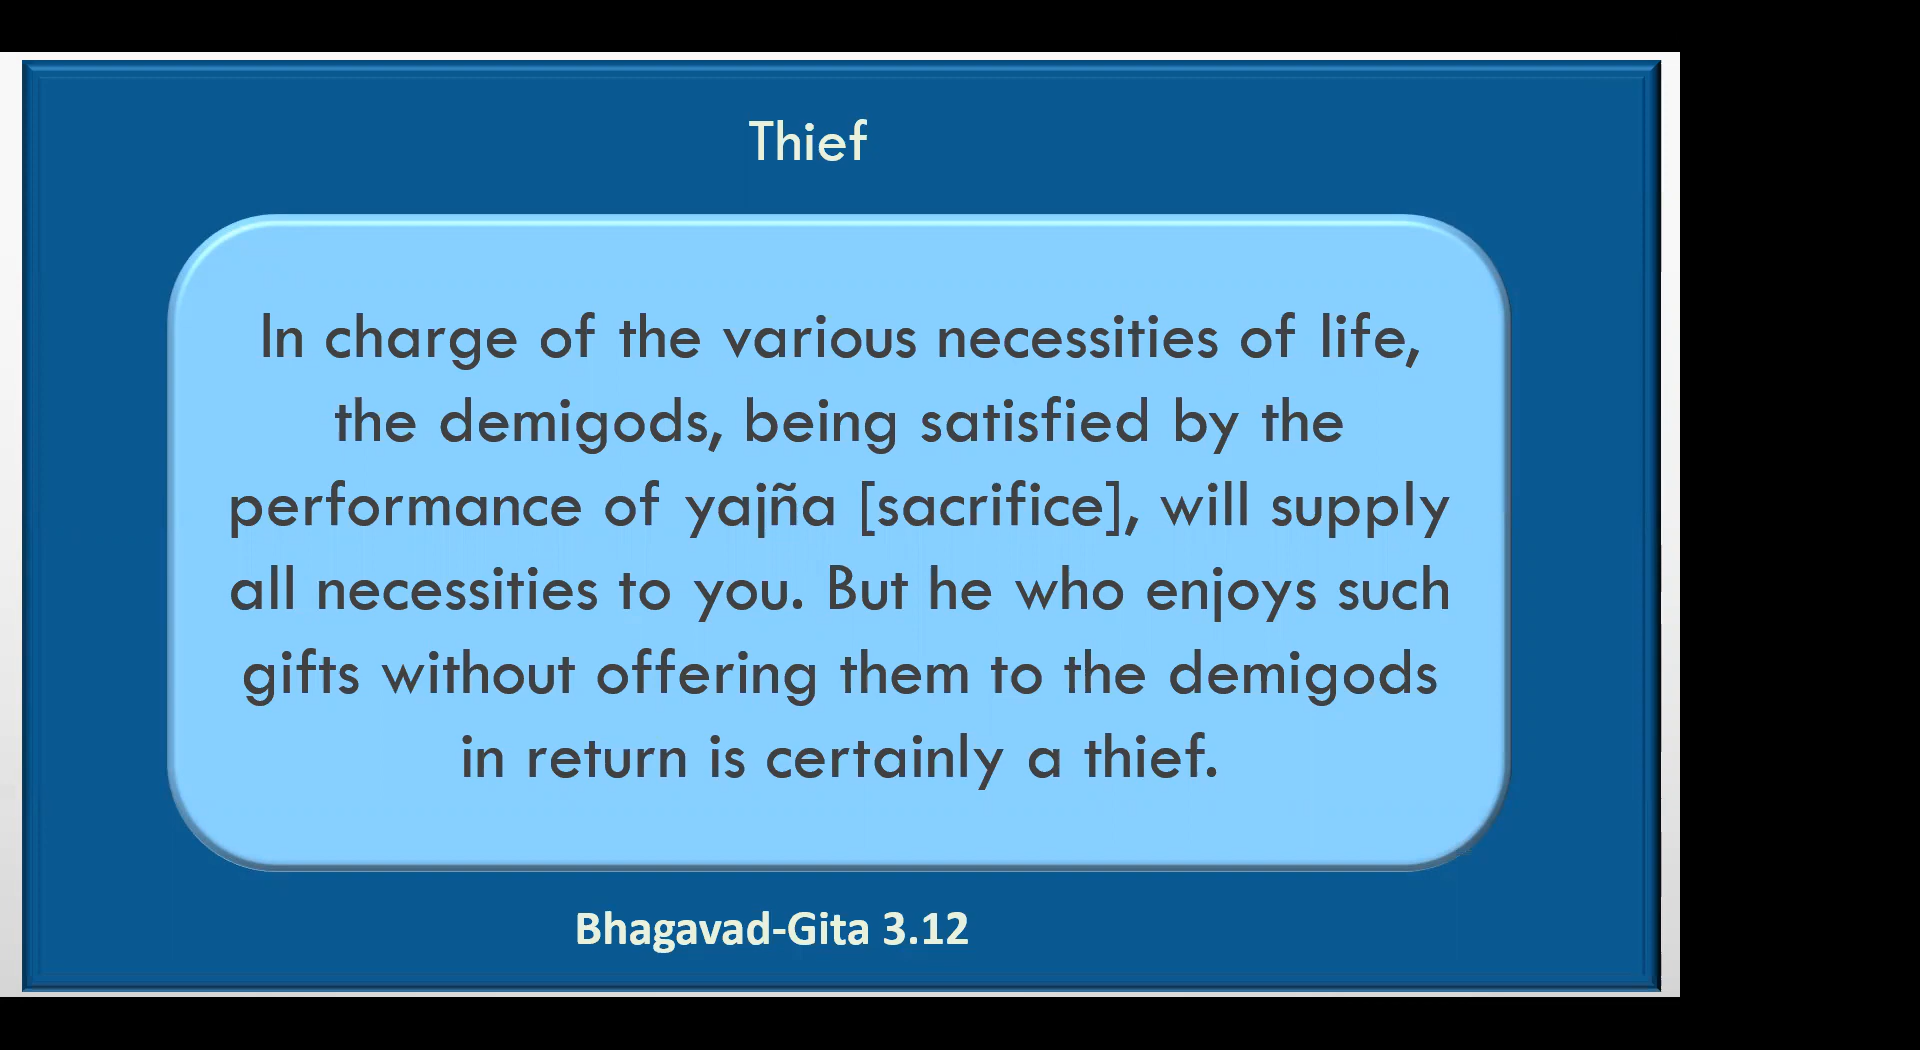 Thief
In charge of the various necessities of life,
the demigods, being satisfied by the
performance of yajña [sacrifice], will supply
all necessities to you. But he who enjoys such
gifts without offering them to the demigods
in return is certainly a thief.
Bhagavad-Gita 3.12